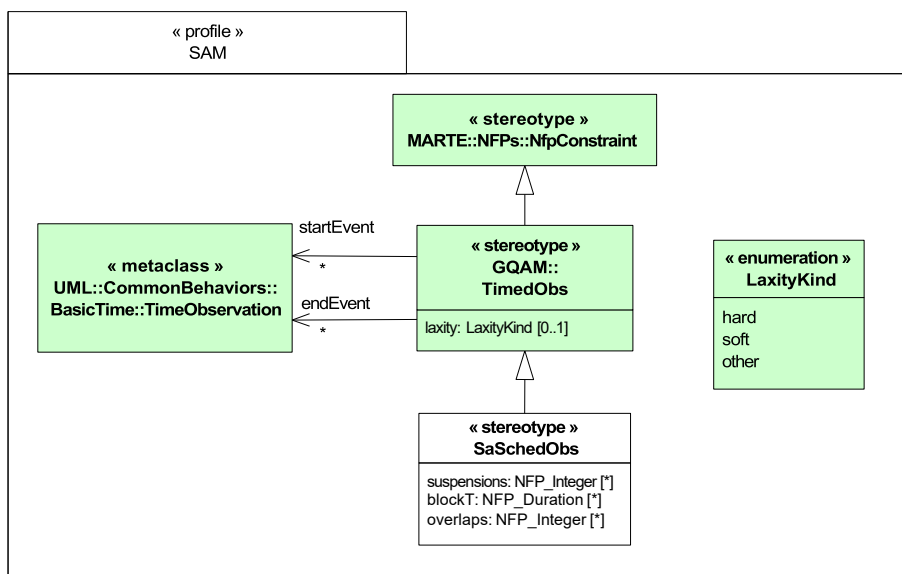 « profile »
SAM
« stereotype »
MARTE::NFPs::NfpConstraint
startEvent
*
« metaclass »
UML::CommonBehaviors::
BasicTime::TimeObservation
endEvent
*
« stereotype »
GQAM::
TimedObs
laxity: LaxityKind [0..1]
« enumeration »
LaxityKind
hard
soft
other
« stereotype »
SaSchedObs
suspensions: NFP_Integer [*]
blockT: NFP_Duration [*]
overlaps: NFP_Integer [*]